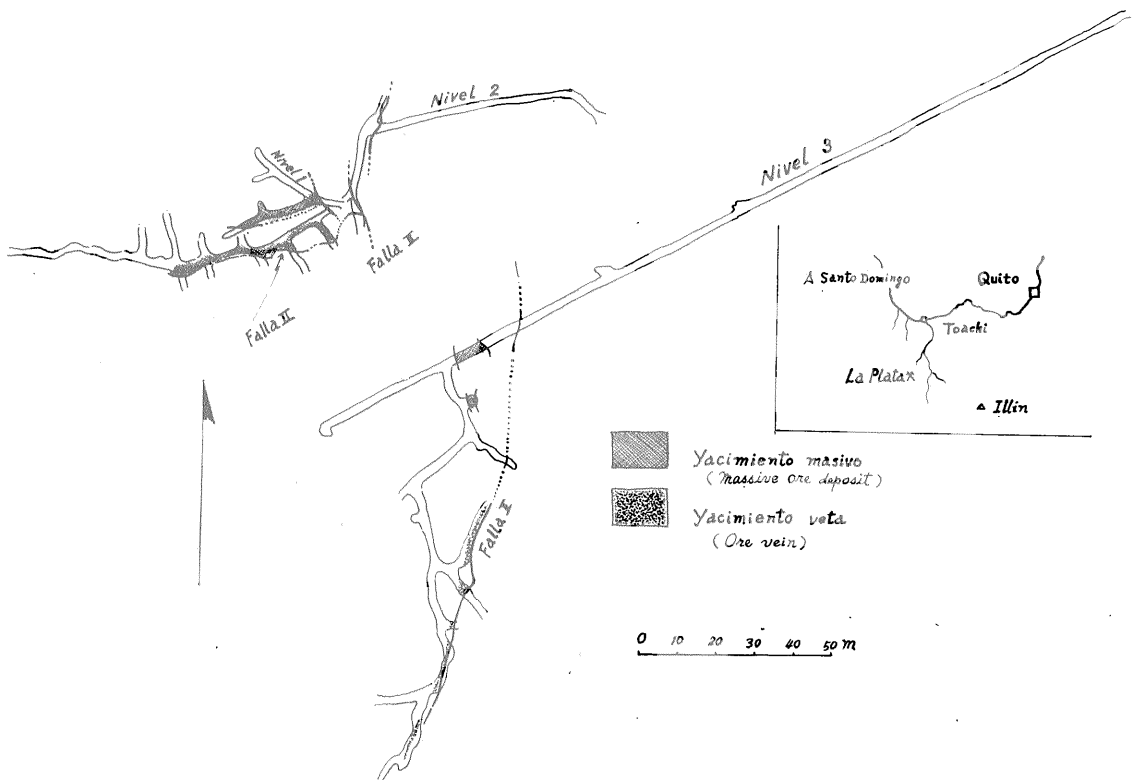 Nivel 2
Nivel 1
Nivel 3
Falla II
Falla II
Falla I
A Santo Domingo
Quito
Toachi
La Plata
Illin
Yacimiento masivo
(Massive ore deposit)
Yacimiento veta
(Ore vein)
0 10 20 30 40 50 m